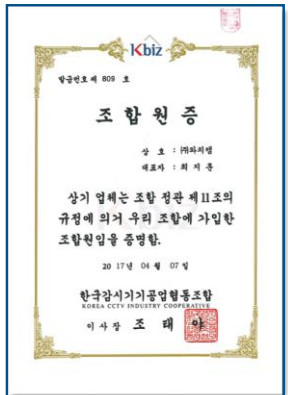 Kbiz
발급번호 제 809 호
조합원증
상 호 : ㈜와치캠
대표자 : 최지훈
상기 업체는 조합 정관 제11조의
규정에 의거 우리 조합에 가입한
조합원임을 증명함.
2017년 04월 07일
한국감시기기공업협동조합
KOREA CCTV INDUSTRY COOPERATIVE
이사장 조태